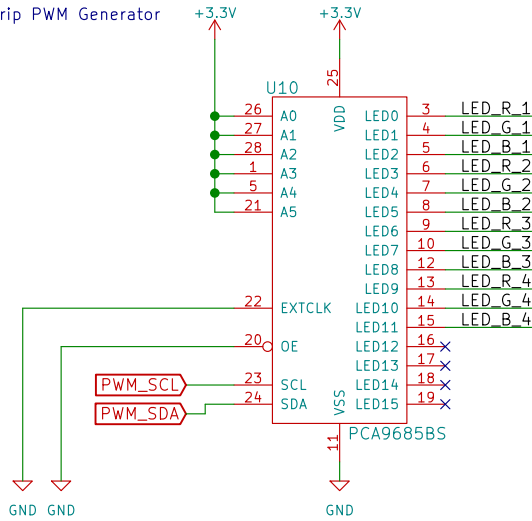 rip PWM Generator
+3.3V
+3.3V
U10
25
VDD
26 A0
27 A1
28 A2
1 A3
5 A4
21 A5
22 EXTCLK
20 OE
23 SCL
24 SDA
PWM_SCL
PWM_SDA
LED0 3 LED_R_1
LED1 4 LED_G_1
LED2 5 LED_B_1
LED3 6 LED_R_2
LED4 7 LED_G_2
LED5 8 LED_B_2
LED6 9 LED_R_3
LED7 10 LED_G_3
LED8 12 LED_B_3
LED9 13 LED_R_4
LED10 14 LED_G_4
LED11 15 LED_B_4
LED12 16
LED13 17
LED14 18
LED15 19
VSS
11
PCA9685BS
GND
GND
GND